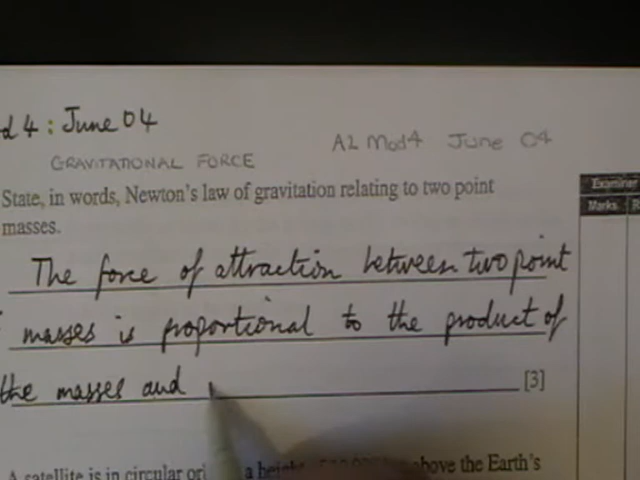 d 4 : June 04
A2 Mod4 June 04
GRAVITATIONAL FORCE
State, in words, Newton's law of gravitation relating to two point
masses.
Examiner
Marks R
The force of attraction between two point
masses is proportional to the product of
the masses and
[3]
A satellite is in circular or a above the Earth's